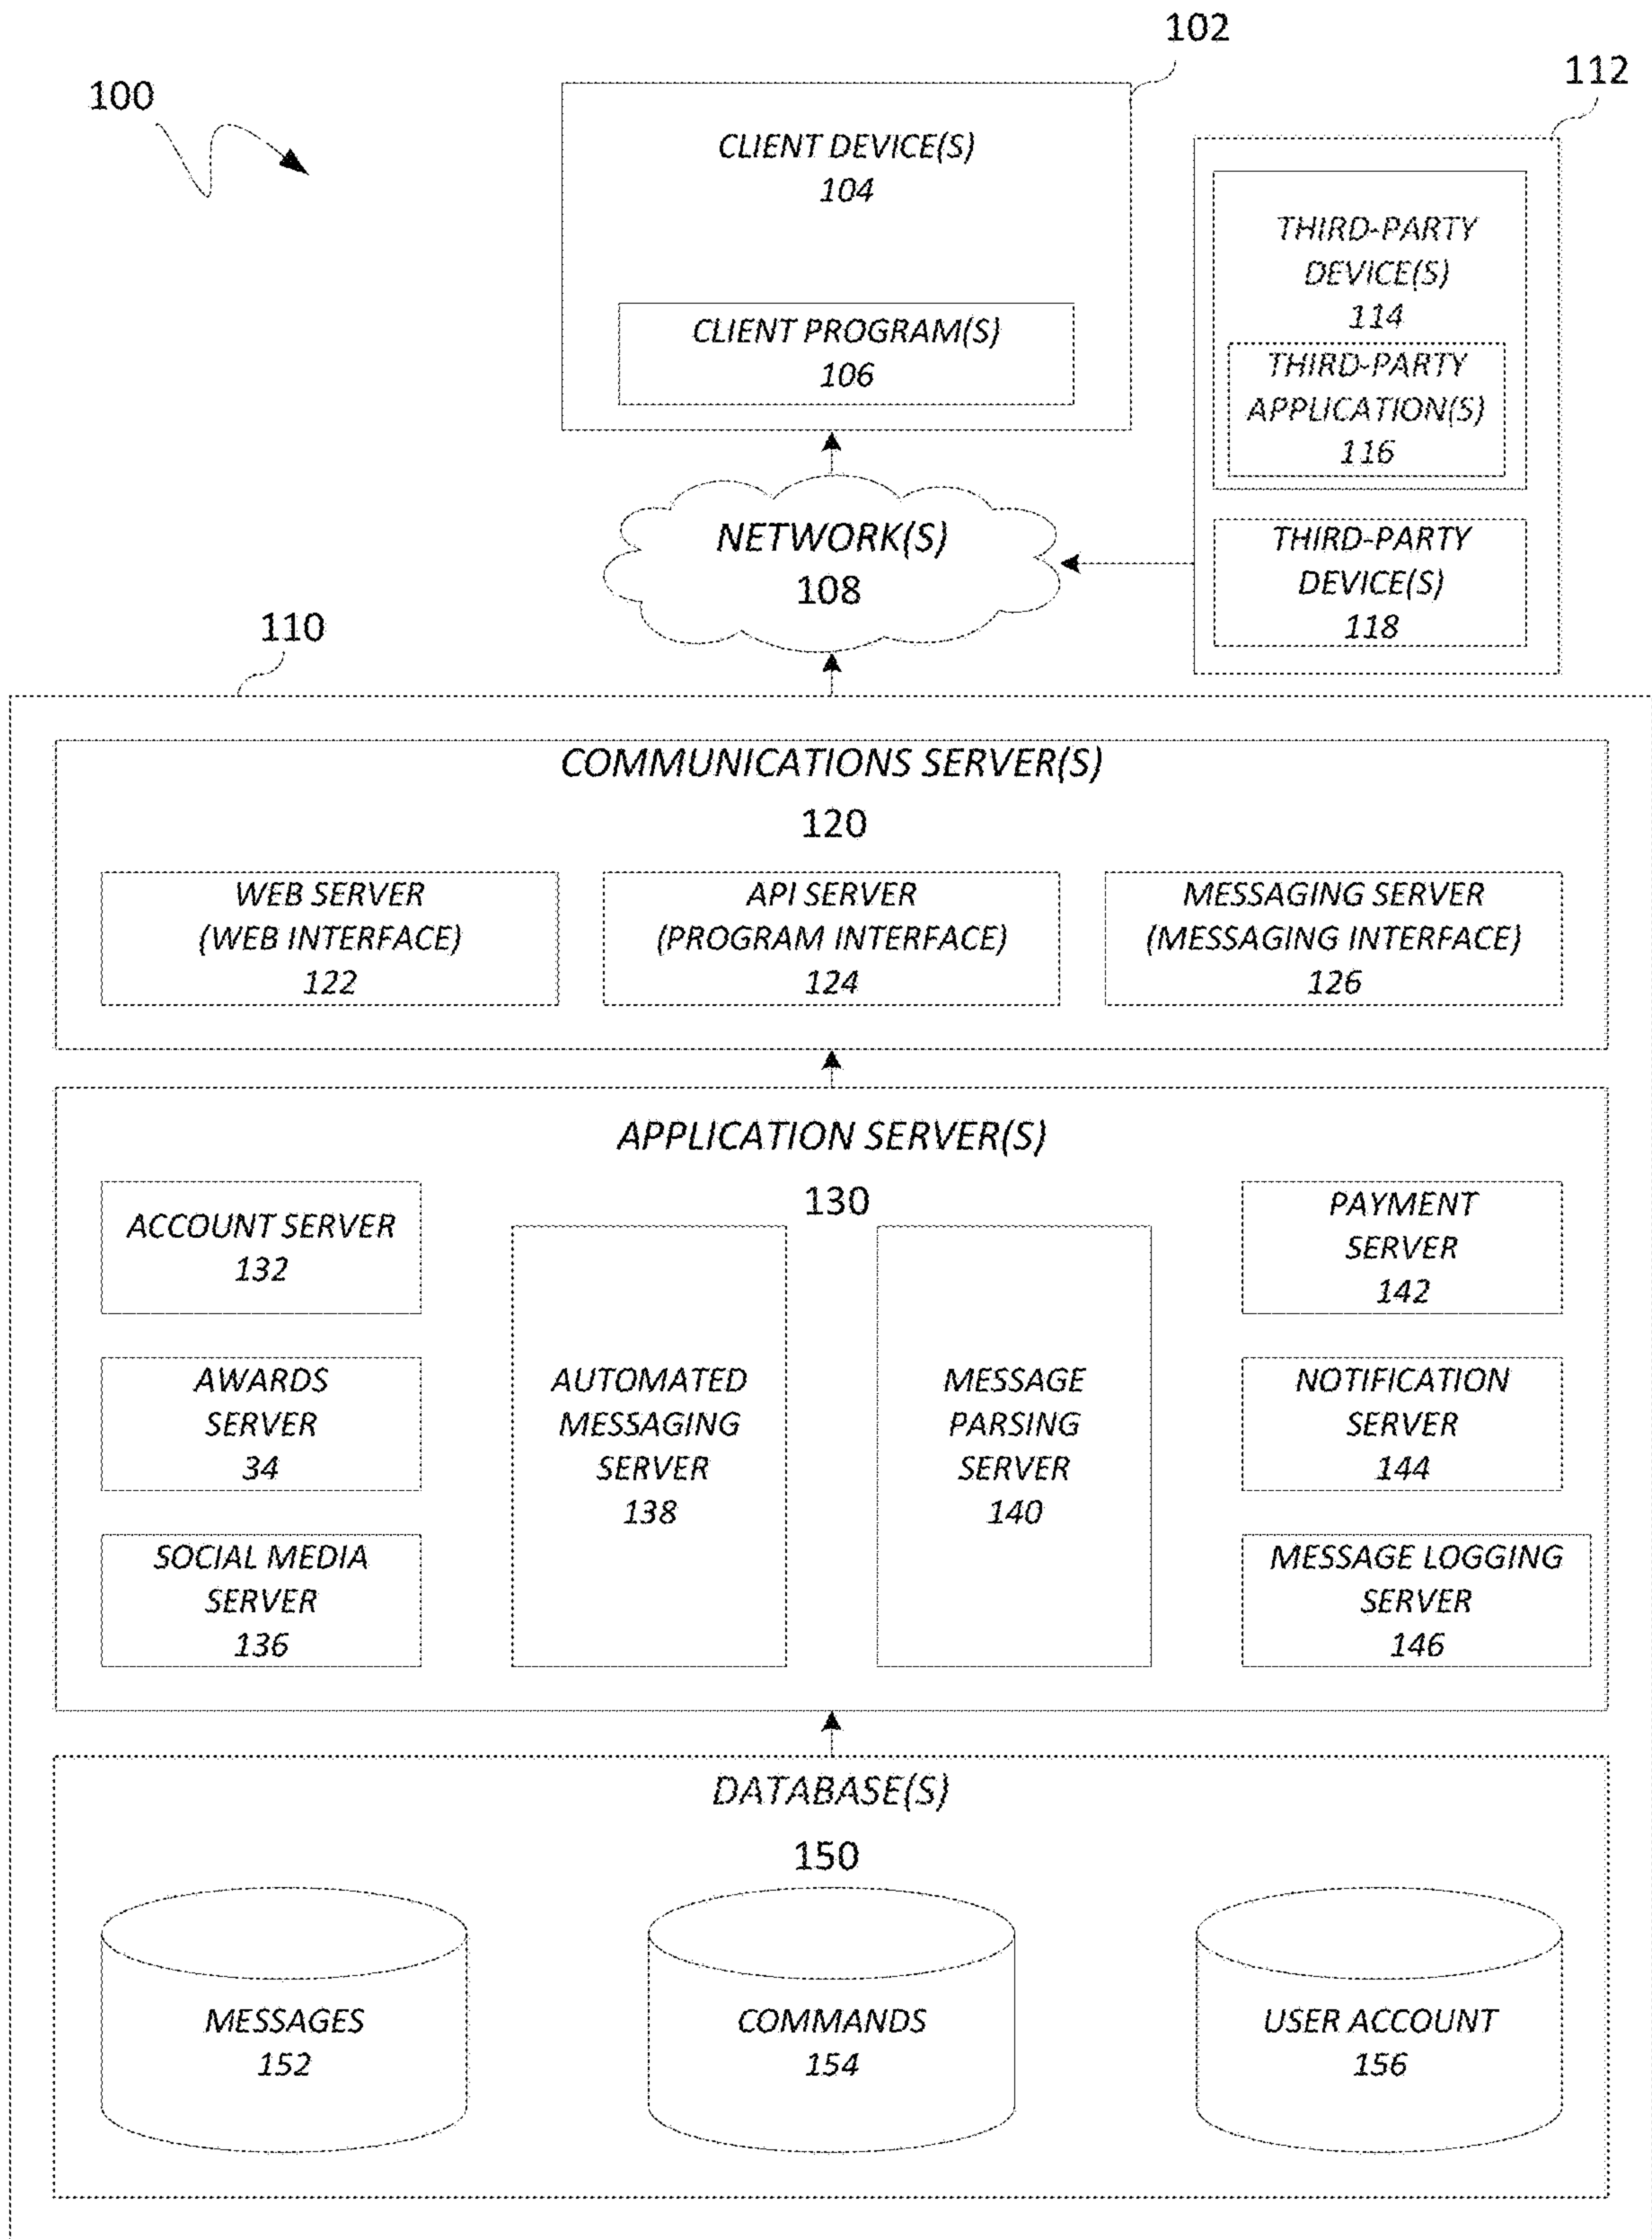 102
112
100
CLIENT DEVICE(S)
104
CLIENT PROGRAM(S)
106
THIRD-PARTY
DEVICE(S)
114
THIRD-PARTY
APPLICATION(S)
116
THIRD-PARTY
DEVICE(S)
118
NETWORK(S)
108
110
COMMUNICATIONS SERVER(S)
120
WEB SERVER
(WEB INTERFACE)
122
API SERVER
(PROGRAM INTERFACE)
124
MESSAGING SERVER
(MESSAGING INTERFACE)
126
APPLICATION SERVER(S)
130
ACCOUNT SERVER
132
AWARDS
SERVER
34
SOCIAL MEDIA
SERVER
136
AUTOMATED
MESSAGING
SERVER
138
MESSAGE
PARSING
SERVER
140
PAYMENT
SERVER
142
NOTIFICATION
SERVER
144
MESSAGE LOGGING
SERVER
146
DATABASE(S)
150
MESSAGES
152
COMMANDS
154
USER ACCOUNT
156